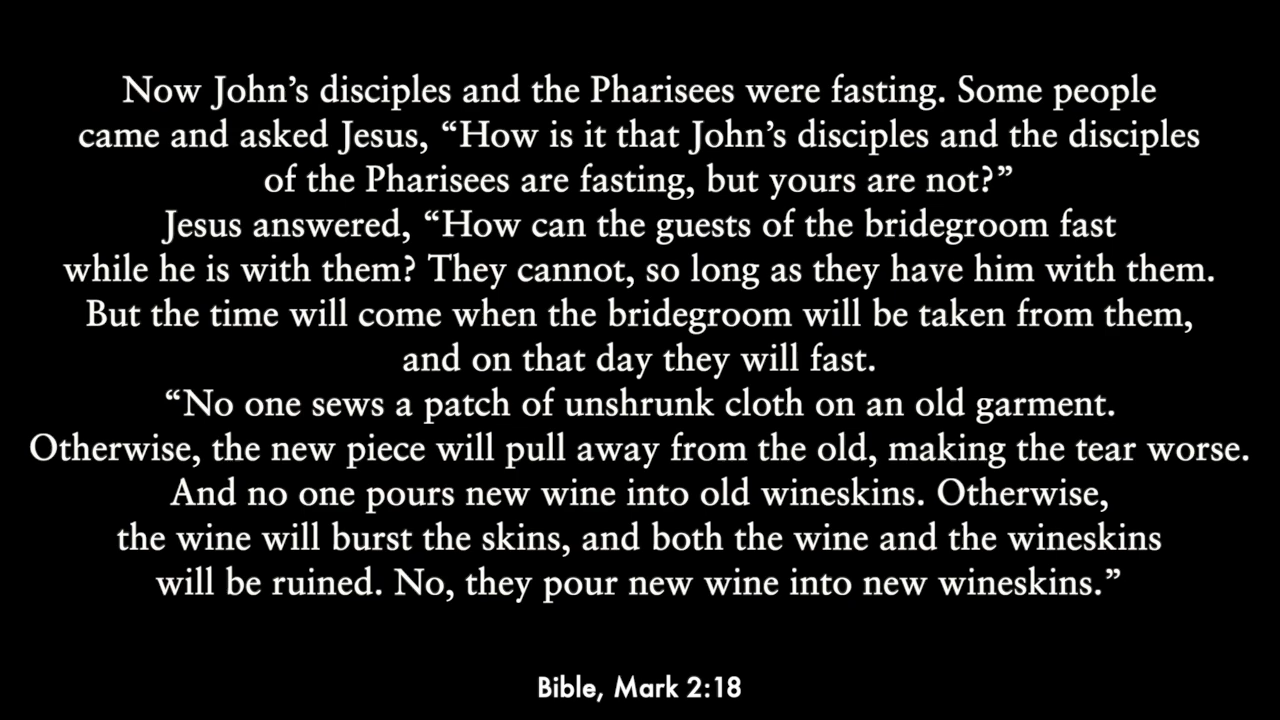 Now John’s disciples and the Pharisees were fasting. Some people
came and asked Jesus, “How is it that John’s disciples and the disciples
of the Pharisees are fasting, but yours are not?”
Jesus answered, “How can the guests of the bridegroom fast
while he is with them? They cannot, so long as they have him with them.
But the time will come when the bridegroom will be taken from them,
and on that day they will fast.
“No one sews a patch of unshrunk cloth on an old garment.
Otherwise, the new piece will pull away from the old, making the tear worse.
And no one pours new wine into old wineskins. Otherwise,
the wine will burst the skins, and both the wine and the wineskins
will be ruined. No, they pour new wine into new wineskins.”
Bible, Mark 2:18